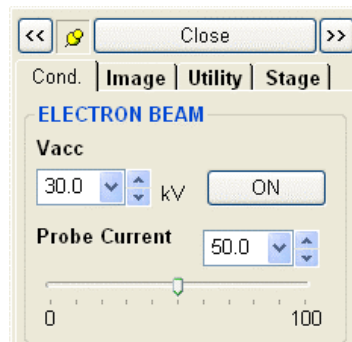 << Close >>
Cond. Image Utility Stage
ELECTRON BEAM
Vacc
30.0 kV ON
Probe Current 50.0
0 100